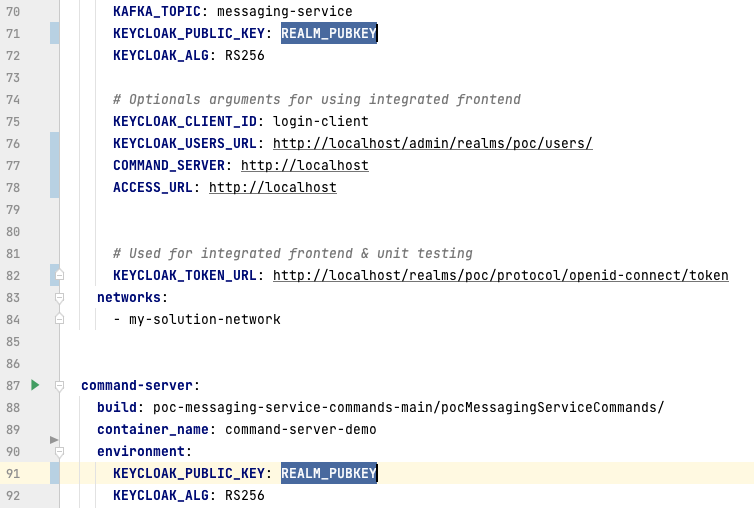 70 KAFKA_TOPIC: messaging-service
71 KEYCLOAK_PUBLIC_KEY: REALM_PUBKEY
72 KEYCLOAK_ALG: RS256
73
74 # Optionals arguments for using integrated frontend
75 KEYCLOAK_CLIENT_ID: login-client
76 KEYCLOAK_USERS_URL: http://localhost/admin/realms/poc/users/
77 COMMAND_SERVER: http://localhost
78 ACCESS_URL: http://localhost
79
80
81 # Used for integrated frontend & unit testing
82 KEYCLOAK_TOKEN_URL: http://localhost/realms/poc/protocol/openid-connect/token
83 networks:
84 - my-solution-network
85
86
87 command-server:
88 build: poc-messaging-service-commands-main/pocMessagingServiceCommands/
89 container_name: command-server-demo
90 environment:
91 KEYCLOAK_PUBLIC_KEY: REALM_PUBKEY
92 KEYCLOAK_ALG: RS256